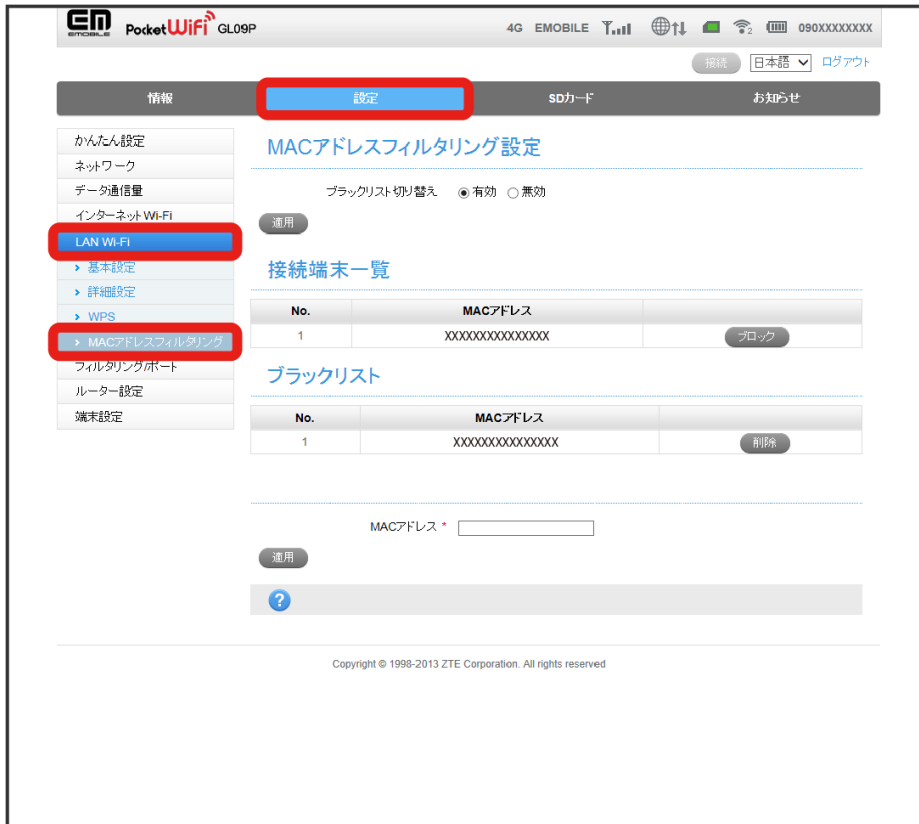 EM EMOBILE PocketWiFi GL09P 4G EMOBILE 2 090XXXXXXXX
接続 日本語 ログアウト
情報 設定 SDカード お知らせ
かんたん設定
ネットワーク
データ通信量
インターネットWi-Fi
LAN Wi-Fi
基本設定
詳細設定
WPS
MACアドレスフィルタリング
フィルタリング/ポート
ルーター設定
端末設定
MACアドレスフィルタリング設定
ブラックリスト切り替え 有効 無効
適用
接続端末一覧
No. MACアドレス
1 XXXXXXXXXXXXXXX ブロック
ブラックリスト
No. MACアドレス
1 XXXXXXXXXXXXXXX 削除
MACアドレス *
適用
?
Copyright © 1998-2013 ZTE Corporation. All rights reserved